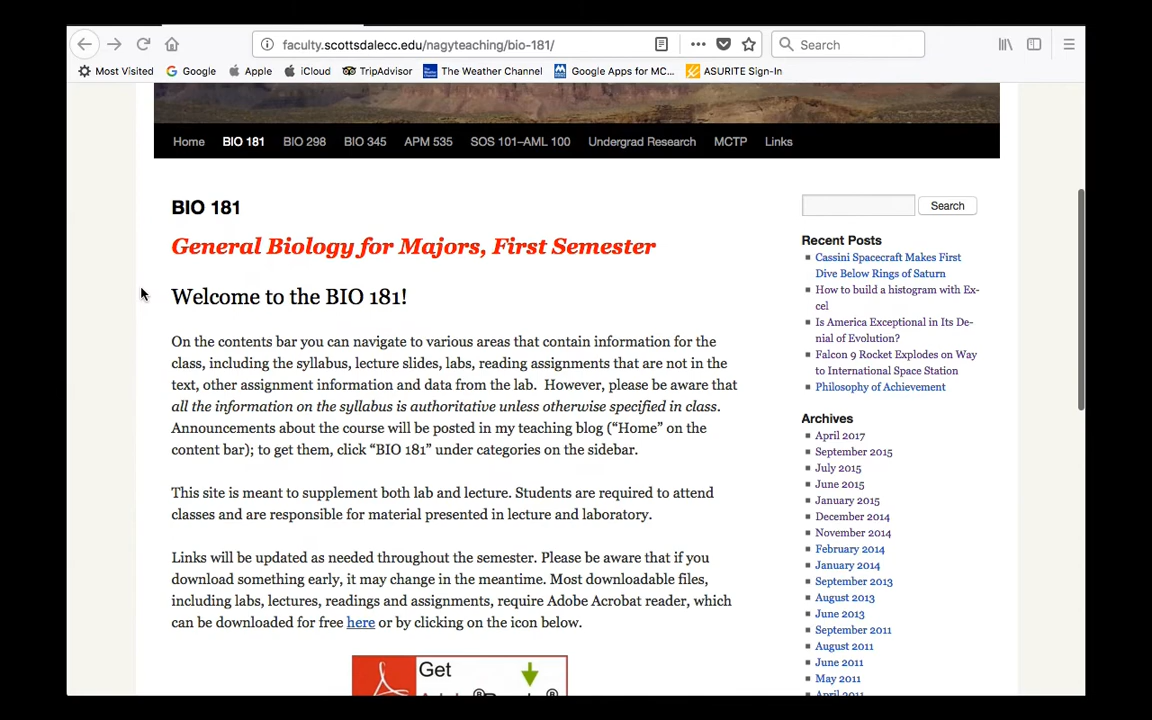 faculty.scottsdalecc.edu/nagyteaching/bio-181/
Search
Most Visited Google Apple iCloud TripAdvisor The Weather Channel Google Apps for MC... ASURITE Sign-In
Home BIO 181 BIO 298 BIO 345 APM 535 SOS 101–AML 100 Undergrad Research MCTP Links
BIO 181
General Biology for Majors, First Semester
Welcome to the BIO 181!
On the contents bar you can navigate to various areas that contain information for the
class, including the syllabus, lecture slides, labs, reading assignments that are not in the
text, other assignment information and data from the lab. However, please be aware that
all the information on the syllabus is authoritative unless otherwise specified in class.
Announcements about the course will be posted in my teaching blog (“Home” on the
content bar); to get them, click “BIO 181” under categories on the sidebar.
This site is meant to supplement both lab and lecture. Students are required to attend
classes and are responsible for material presented in lecture and laboratory.
Links will be updated as needed throughout the semester. Please be aware that if you
download something early, it may change in the meantime. Most downloadable files,
including labs, lectures, readings and assignments, require Adobe Acrobat reader, which
can be downloaded for free here or by clicking on the icon below.
Get
Search
Recent Posts
Cassini Spacecraft Makes First
Dive Below Rings of Saturn
How to build a histogram with Ex-
cel
Is America Exceptional in Its De-
nial of Evolution?
Falcon 9 Rocket Explodes on Way
to International Space Station
Philosophy of Achievement
Archives
April 2017
September 2015
July 2015
June 2015
January 2015
December 2014
November 2014
February 2014
January 2014
September 2013
August 2013
June 2013
September 2011
August 2011
June 2011
May 2011
April 2011